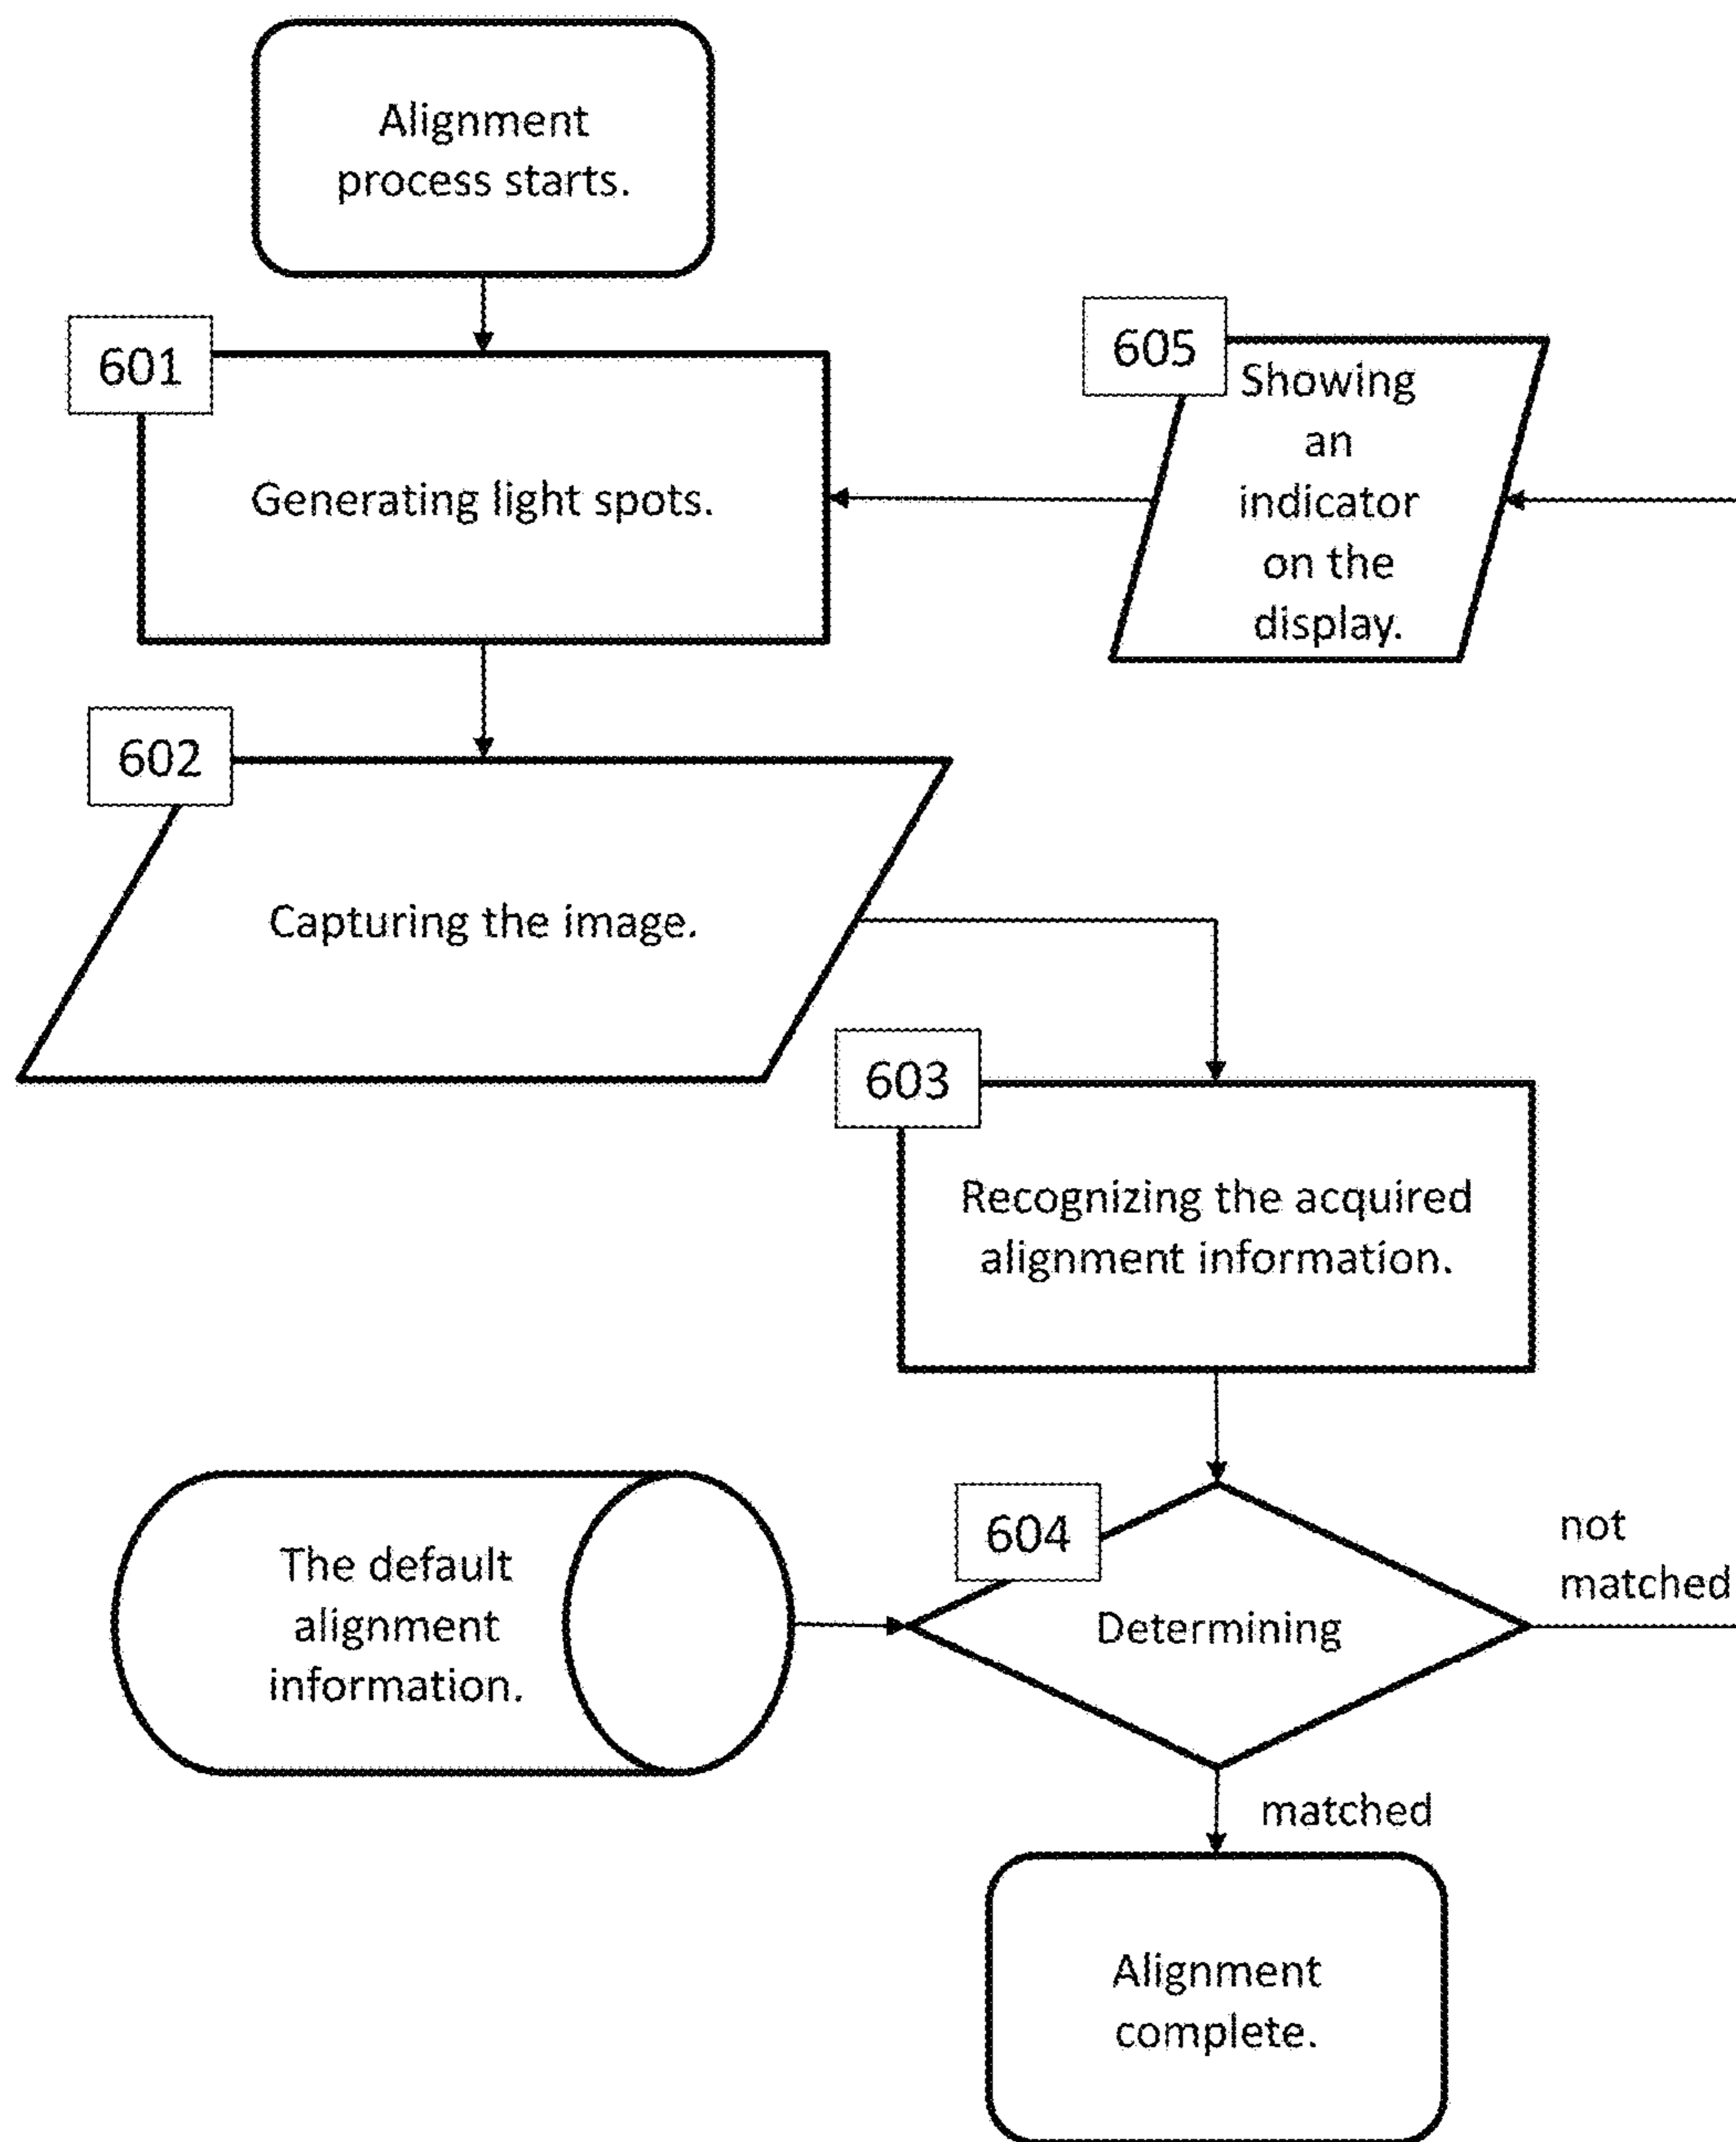 Alignment
process starts.
601
Generating light spots.
605
Showing
an
indicator
on the
display.
602
Capturing the image.
603
Recognizing the acquired
alignment information.
The default
alignment
information.
604
Determining
not
matched
matched
Alignment
complete.